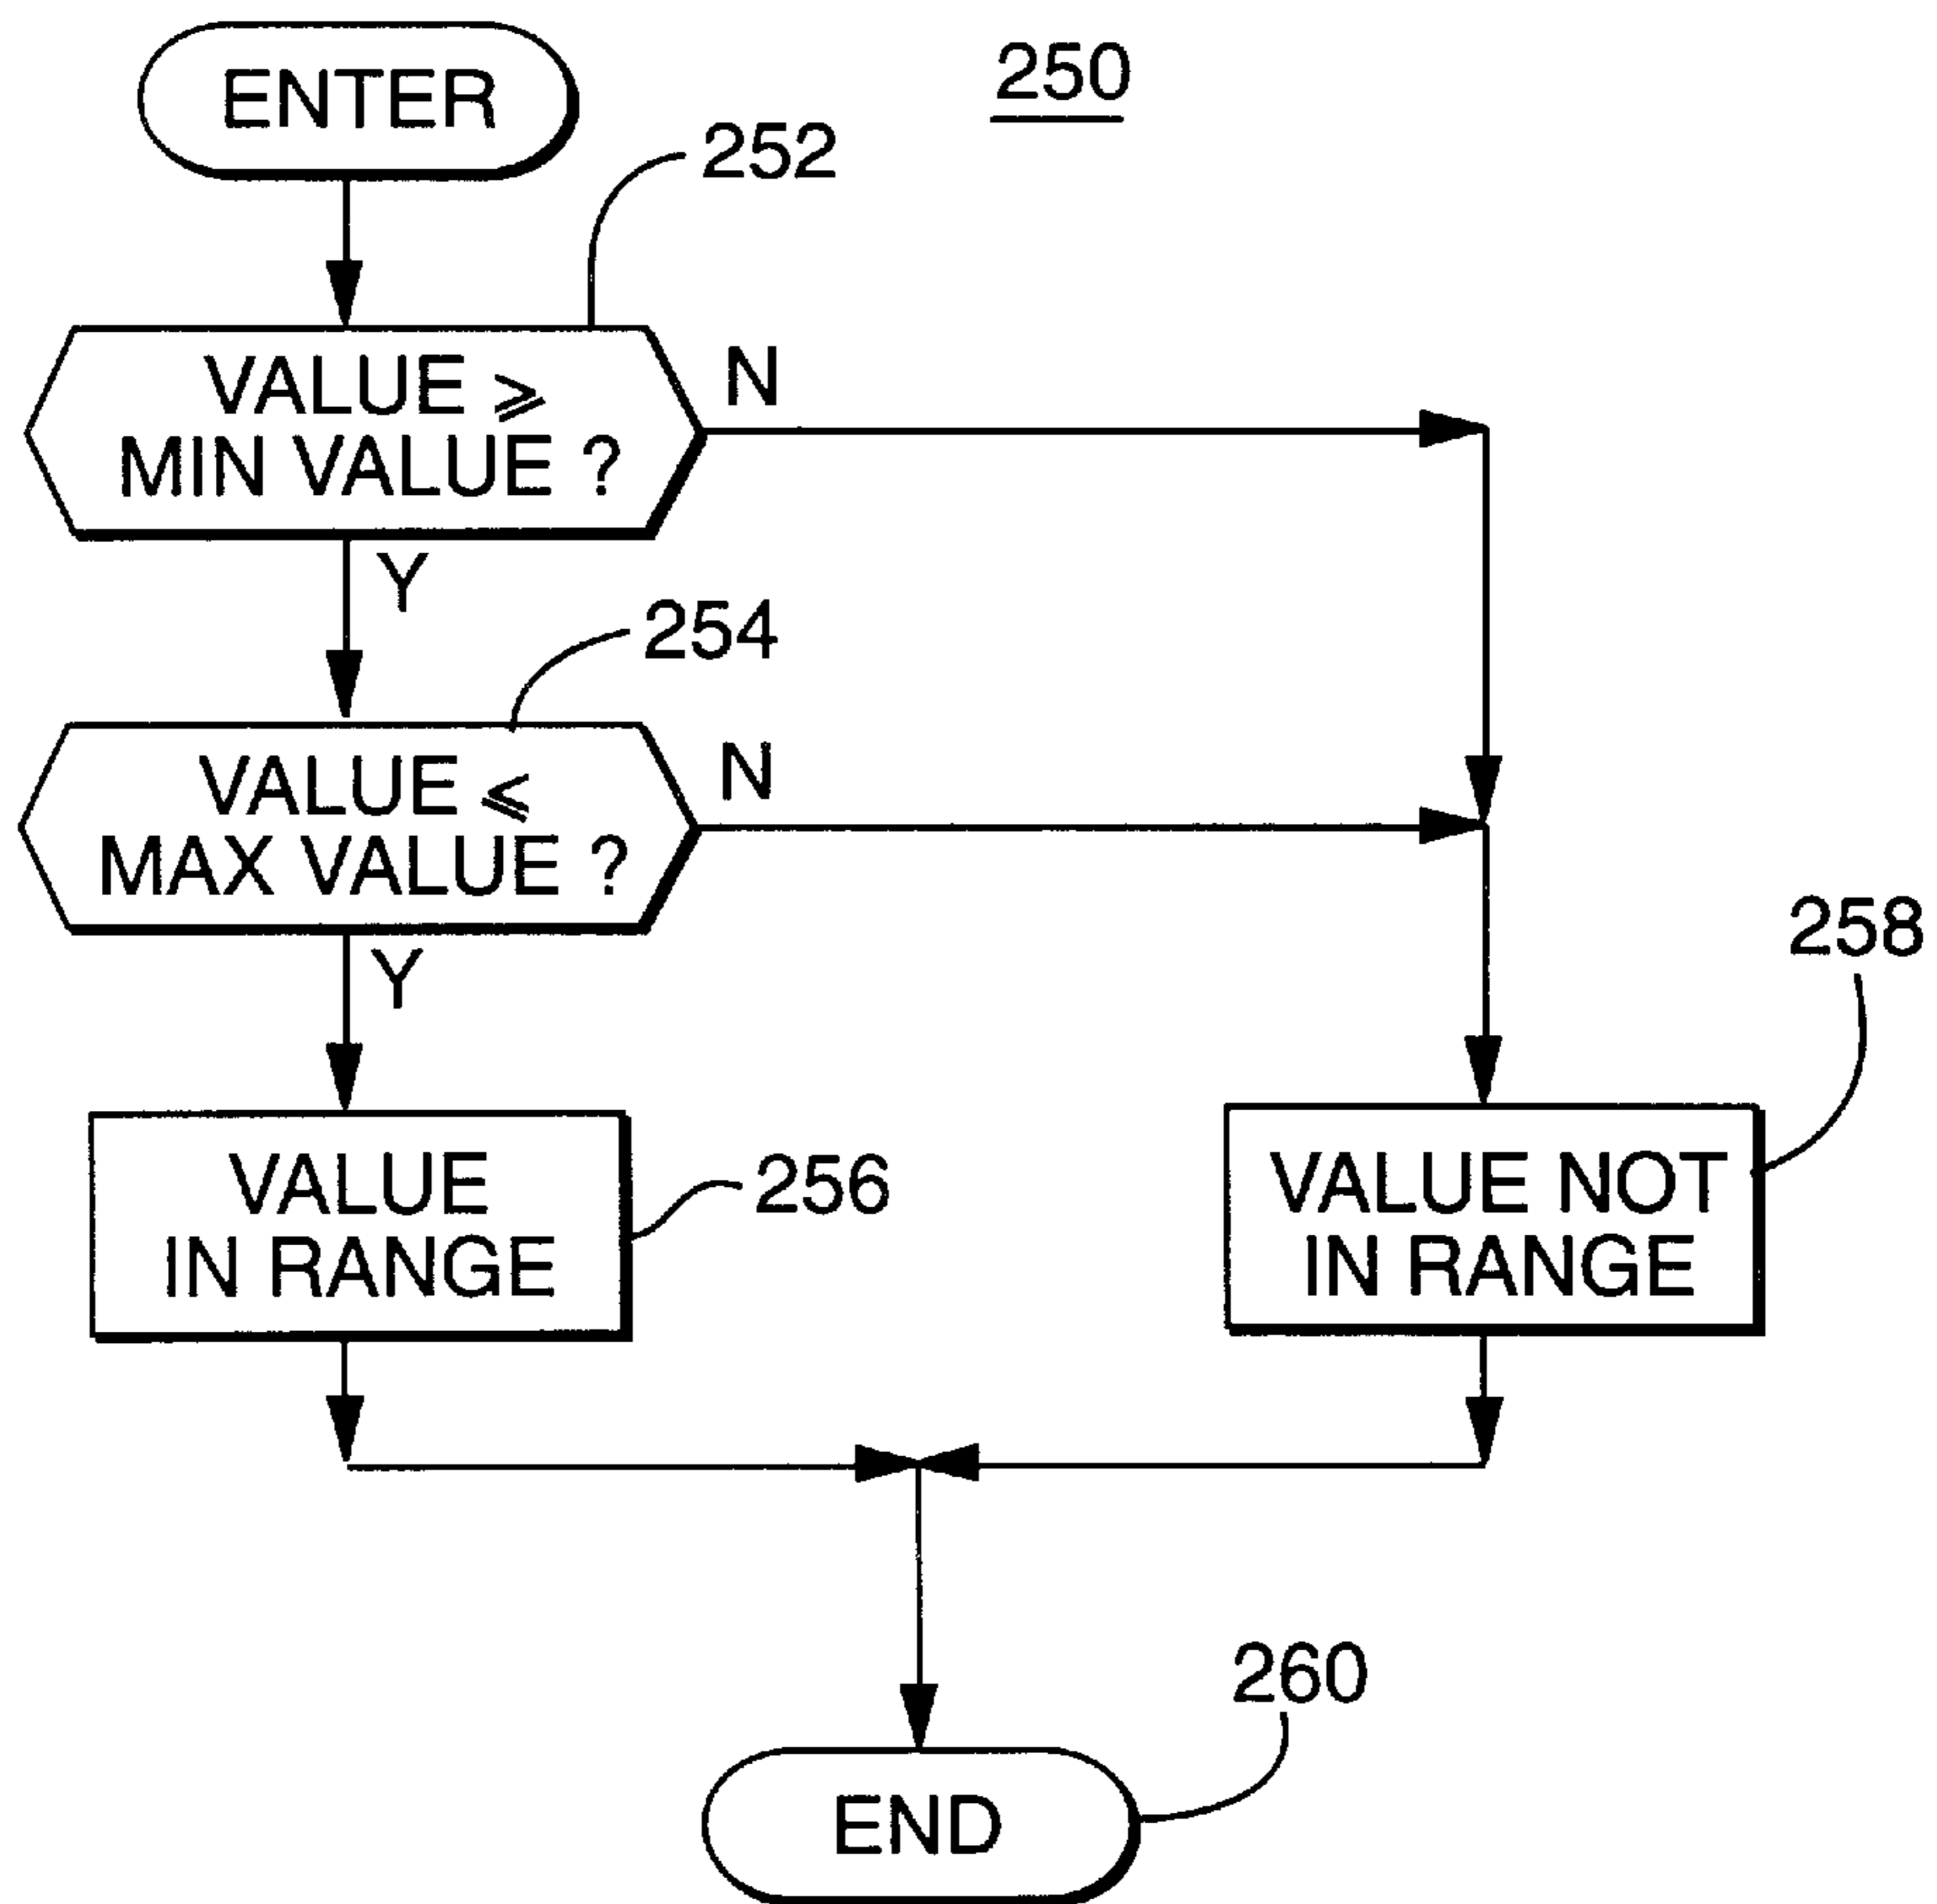 ENTER
250
252
VALUE ⩾
MIN VALUE ?
N
Y
254
VALUE ⩽
MAX VALUE ?
N
Y
258
VALUE
IN RANGE
256
VALUE NOT
IN RANGE
260
END